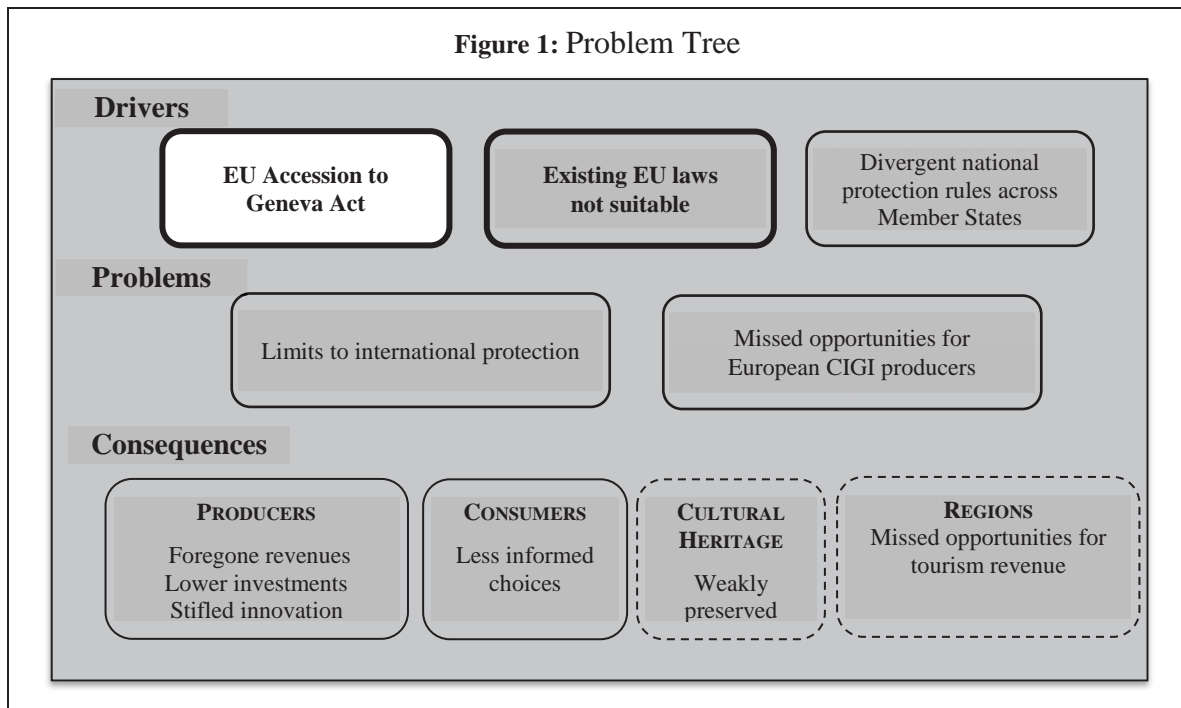 Figure 1: Problem Tree
Drivers
EU Accession to
Geneva Act
Existing EU laws
not suitable
Divergent national
protection rules across
Member States
Problems
Limits to international protection
Missed opportunities for
European CIGI producers
Consequences
PRODUCERS
Foregone revenues
Lower investments
Stifled innovation
CONSUMERS
Less informed
choices
CULTURAL
HERITAGE
Weakly
preserved
REGIONS
Missed opportunities for
tourism revenue